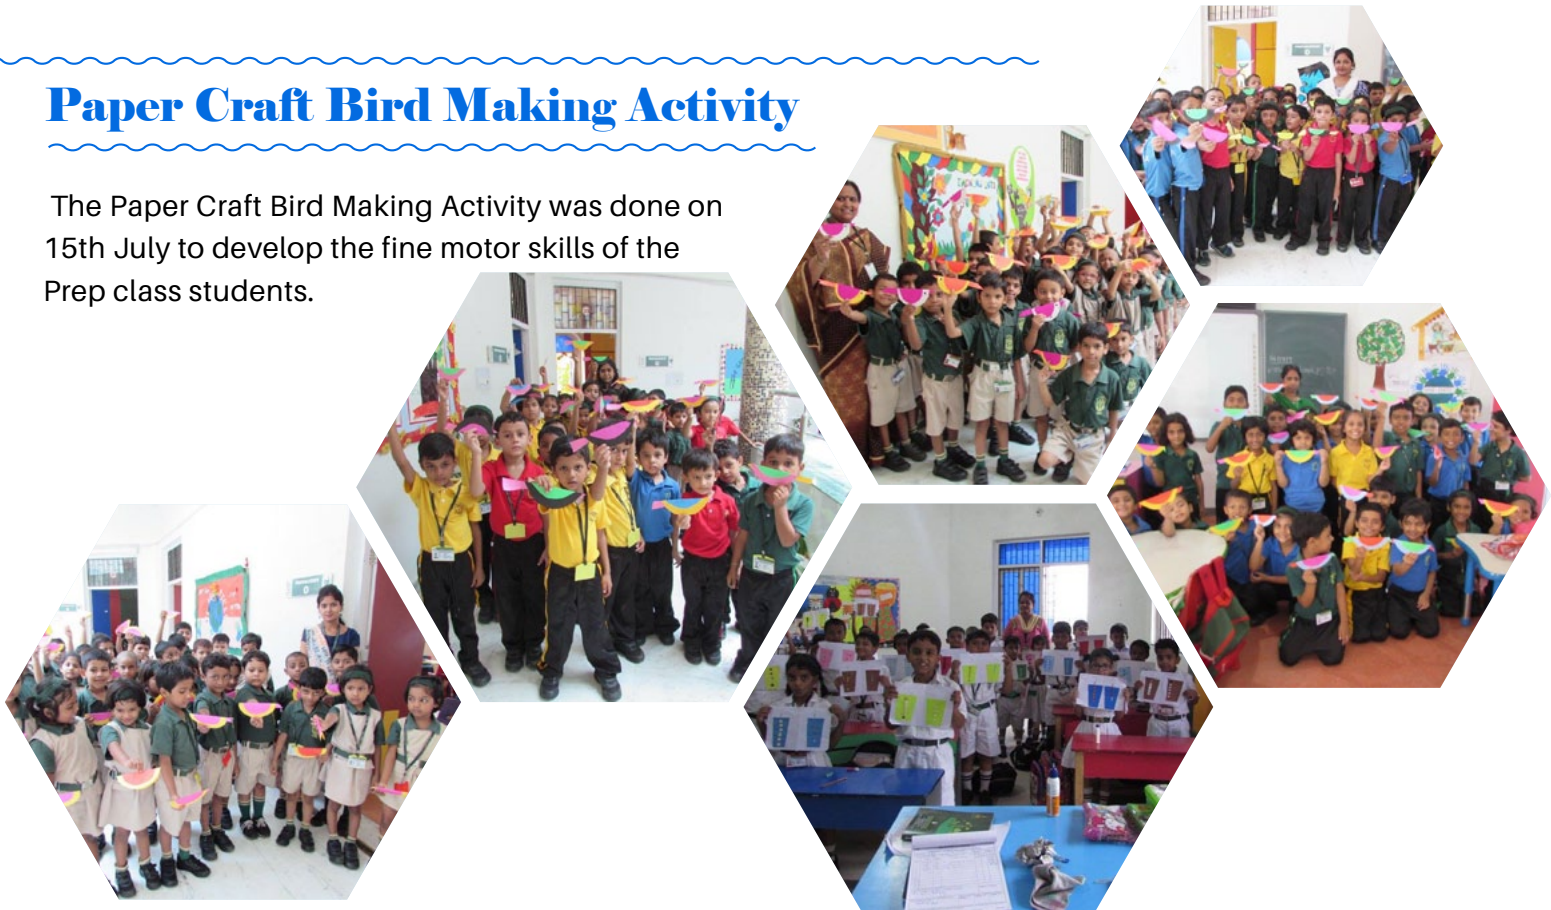 Paper Craft Bird Making Activity
The Paper Craft Bird Making Activity was done on
15th July to develop the fine motor skills of the
Prep class students.